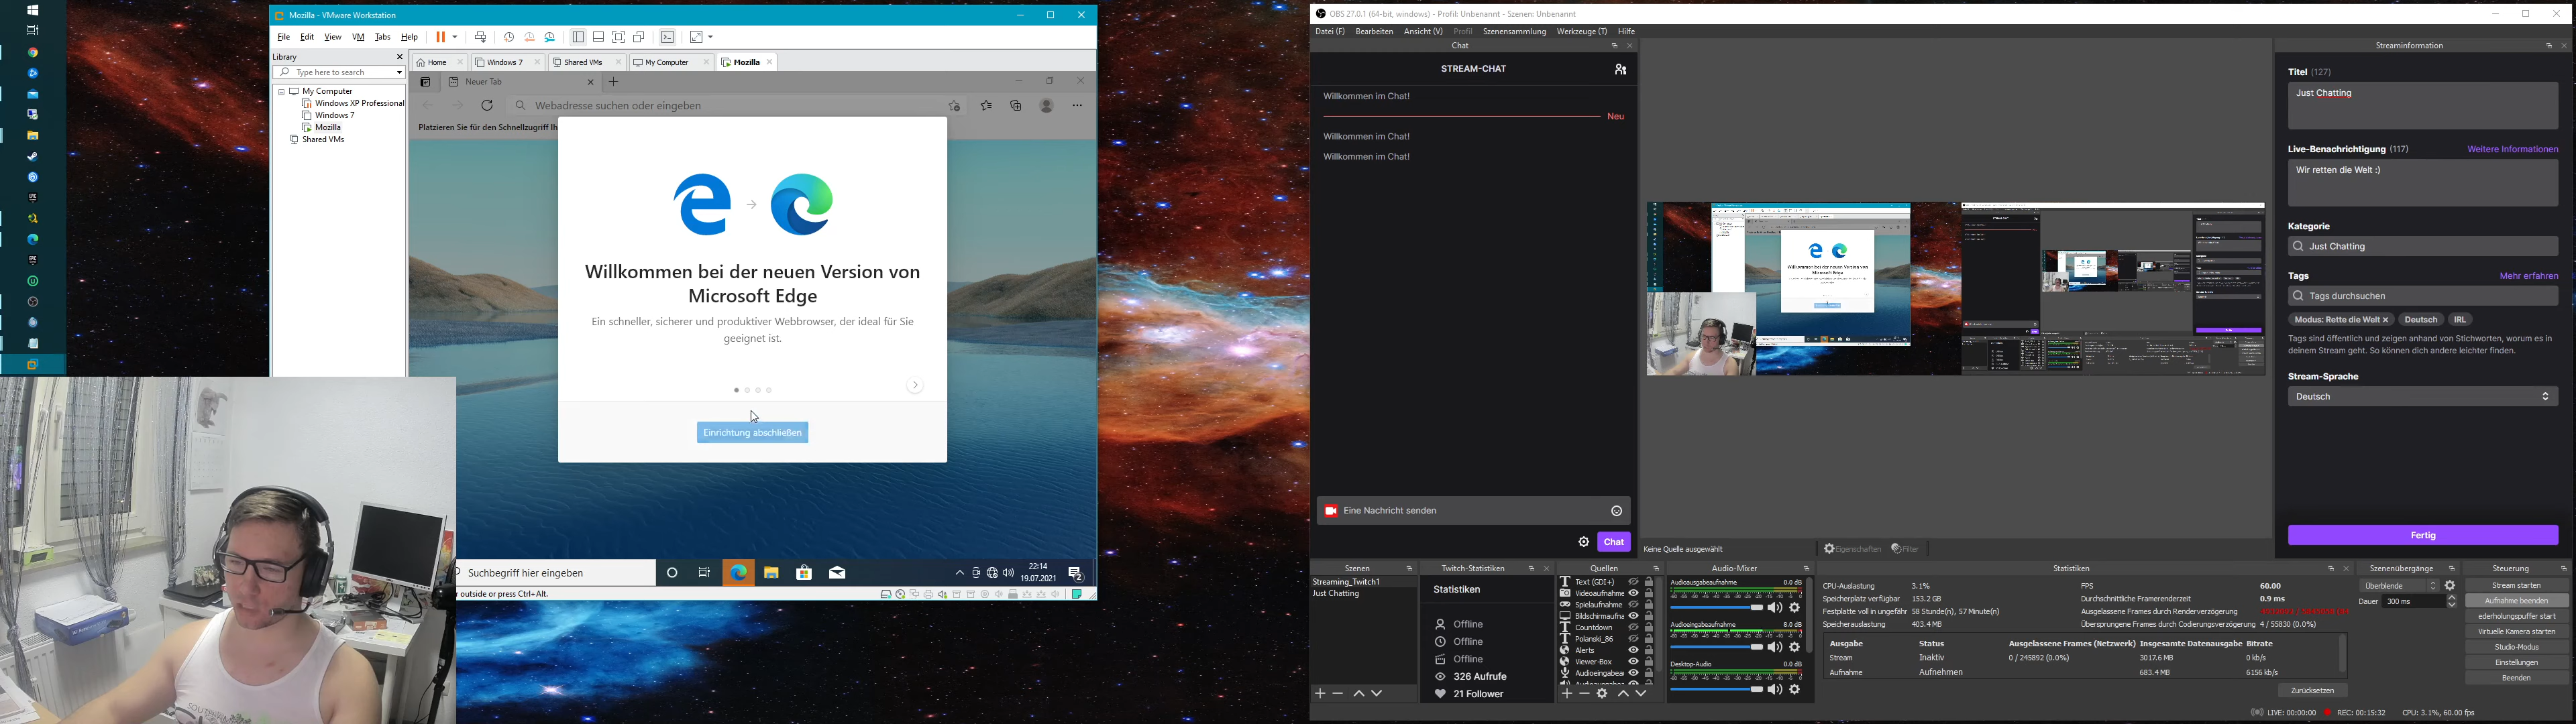 Mozilla - VMware Workstation
File Edit View VM Tabs Help
Library
Type here to search
My Computer
Windows XP Professional
Windows 7
Mozilla
Shared VMs
Home
Windows 7
Shared VMs
My Computer
Mozilla
Neuer Tab
Webadresse suchen oder eingeben
Platzieren Sie für den Schnellzugriff Ih
Willkommen bei der neuen Version von
Microsoft Edge
Ein schneller, sicherer und produktiver Webbrowser, der ideal für Sie
geeignet ist.
Einrichtung abschließen
Suchbegriff hier eingeben
22:14
19.07.2021
2
r outside or press Ctrl+Alt.
OBS 27.0.1 (64-bit, windows) - Profil: Unbenannt - Szenen: Unbenannt
Datei (F) Bearbeiten Ansicht (V) Profil Szenensammlung Werkzeuge (T) Hilfe
Chat
STREAM-CHAT
Willkommen im Chat!
Neu
Willkommen im Chat!
Willkommen im Chat!
Eine Nachricht senden
Chat
Streaminformation
Titel (127)
Just Chatting
Live-Benachrichtigung (117) Weitere Informationen
Wir retten die Welt :)
Kategorie
Just Chatting
Tags Mehr erfahren
Tags durchsuchen
Modus: Rette die Welt
Deutsch
IRL
Tags sind öffentlich und zeigen anhand von Stichworten, worum es in
deinem Stream geht. So können dich andere leichter finden.
Stream-Sprache
Deutsch
Fertig
Keine Quelle ausgewählt
Eigenschaften
Filter
Szenen
Streaming_Twitch1
Just Chatting
Twitch-Statistiken
Statistiken
Offline
Offline
Offline
326 Aufrufe
21 Follower
Quellen
Text (GDI+)
Videoaufnahme
Spielaufnahme
Bildschirmaufna
Countdown
Polanski_86
Alerts
Viewer-Box
Audioeingabea
Audio-Mixer
Audioausgabeaufnahme 0.0 dB
Audioeingabeaufnahme 8.0 dB
Desktop-Audio 0.0 dB
Statistiken
CPU-Auslastung 3.1%
Speicherplatz verfügbar 153.2 GB
Festplatte voll in ungefähr 58 Stunde(n), 57 Minute(n)
Speicherauslastung 403.4 MB
FPS 60.00
Durchschnittliche Framerenderzeit 0.9 ms
Ausgelassene Frames durch Renderverzögerung
Übersprungene Frames durch Codierungsverzögerung 4 / 55830 (0.0%)
Ausgabe Status Ausgelassene Frames (Netzwerk) Insgesamte Datenausgabe Bitrate
Stream Inaktiv 0 / 245892 (0.0%) 3017.6 MB 0 kb/s
Aufnahme Aufnehmen 683.4 MB 6156 kb/s
Zurücksetzen
Szenenübergänge
Überblende
Dauer 300 ms
Steuerung
Stream starten
Aufnahme beenden
ederholungspuffer start
Virtuelle Kamera starten
Studio-Modus
Einstellungen
Beenden
LIVE: 00:00:00 REC: 00:15:32 CPU: 3.1%, 60.00 fps